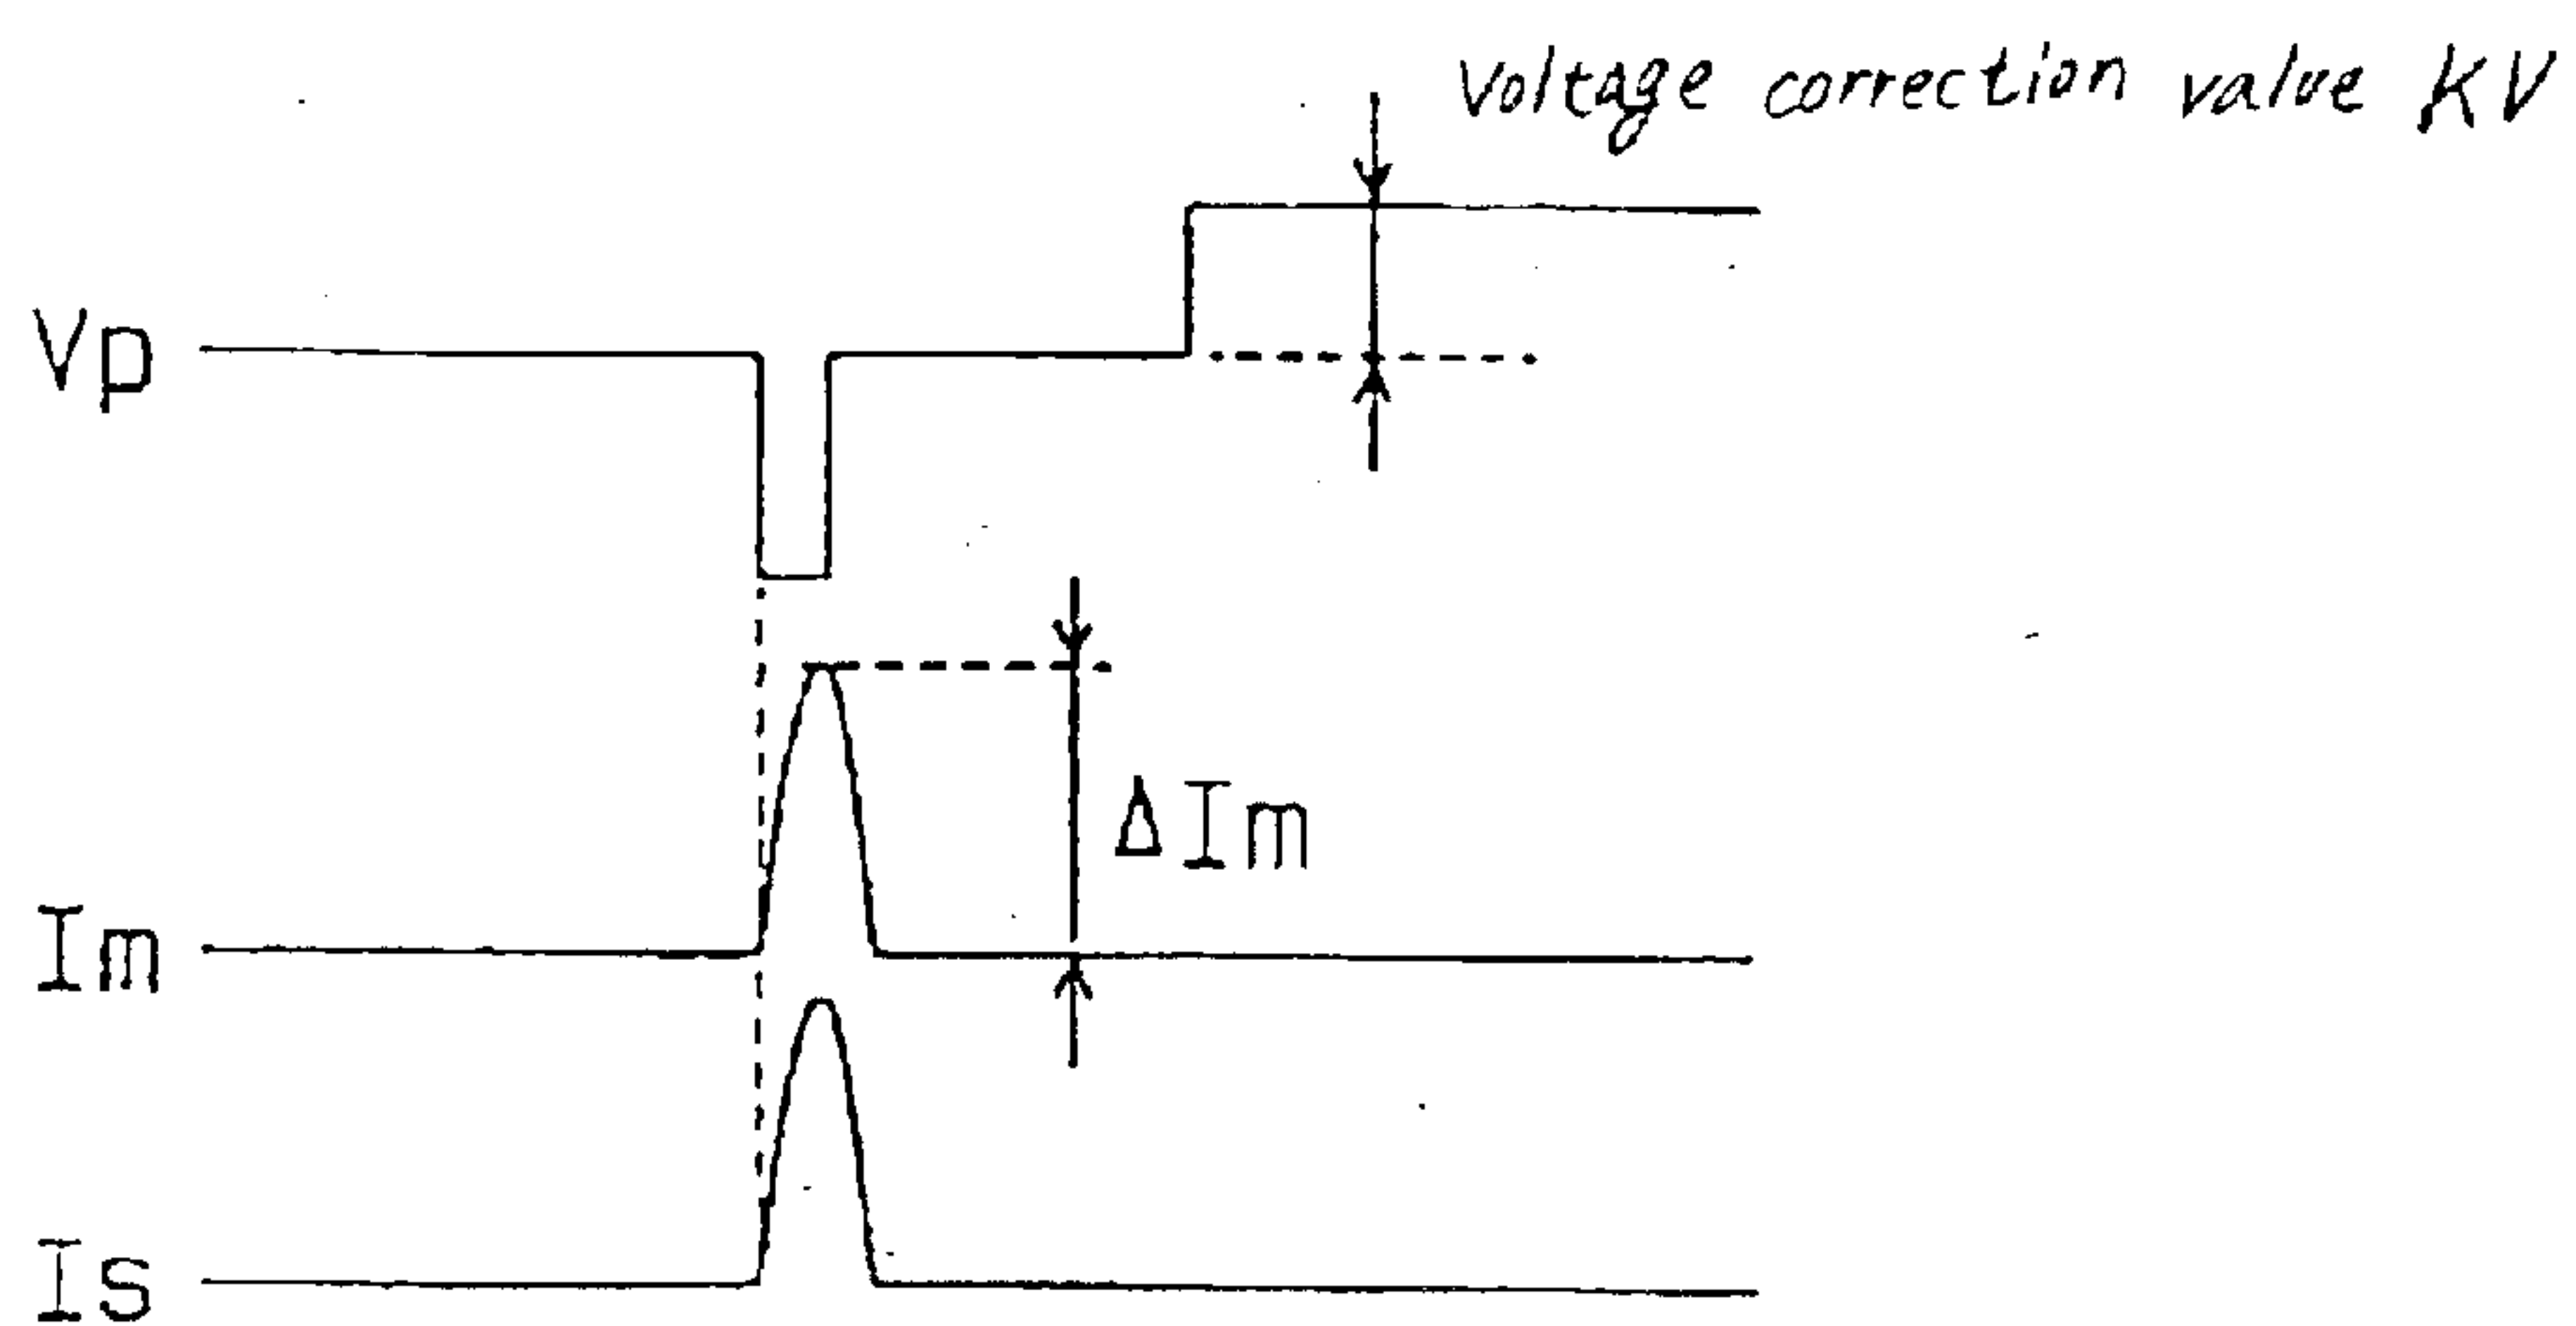 Voltage correction value KV
Vp
ΔIm
Im
Is